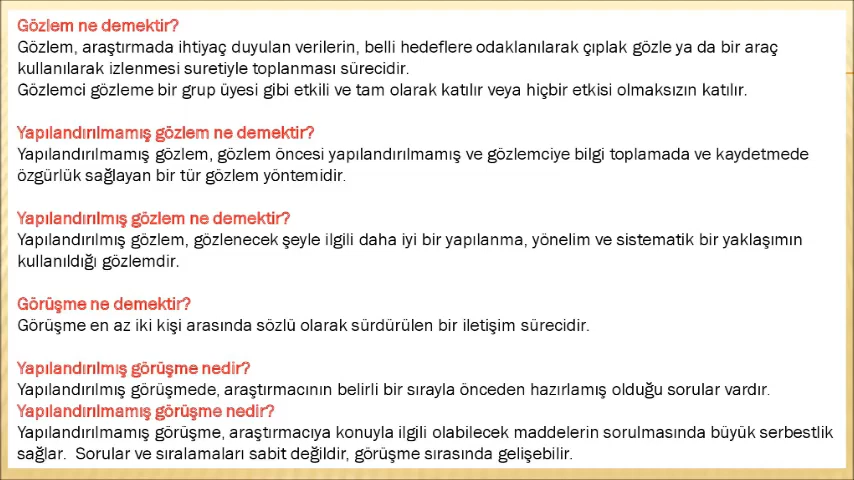 Gözlem ne demektir?
Gözlem, araştırmada ihtiyaç duyulan verilerin, belli hedeflere odaklanılarak çıplak gözle ya da bir araç
kullanılarak izlenmesi suretiyle toplanması sürecidir.
Gözlemci gözleme bir grup üyesi gibi etkili ve tam olarak katılır veya hiçbir etkisi olmaksızın katılır.
Yapılandırılmamış gözlem ne demektir?
Yapılandırılmamış gözlem, gözlem öncesi yapılandırılmamış ve gözlemciye bilgi toplamada ve kaydetmede
özgürlük sağlayan bir tür gözlem yöntemidir.
Yapılandırılmış gözlem ne demektir?
Yapılandırılmış gözlem, gözlenecek şeyle ilgili daha iyi bir yapılanma, yönelim ve sistematik bir yaklaşımın
kullanıldığı gözlemdir.
Görüşme ne demektir?
Görüşme en az iki kişi arasında sözlü olarak sürdürülen bir iletişim sürecidir.
Yapılandırılmış görüşme nedir?
Yapılandırılmış görüşmede, araştırmacının belirli bir sırayla önceden hazırlamış olduğu sorular vardır.
Yapılandırılmamış görüşme nedir?
Yapılandırılmamış görüşme, araştırmacıya konuyla ilgili olabilecek maddelerin sorulmasında büyük serbestlik
sağlar. Sorular ve sıralamaları sabit değildir, görüşme sırasında gelişebilir.